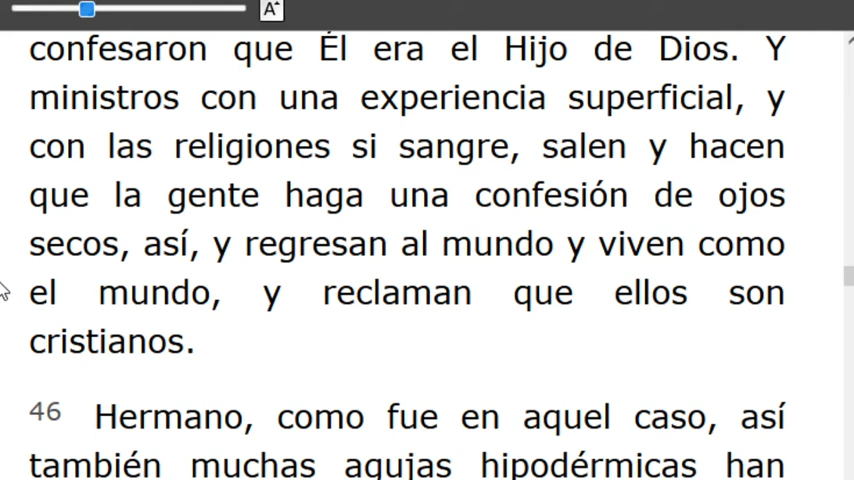 A
confesaron que Él era el Hijo de Dios. Y
ministros con una experiencia superficial, y
con las religiones si sangre, salen y hacen
que la gente haga una confesión de ojos
secos, así, y regresan al mundo y viven como
el mundo, y reclaman que ellos son
cristianos.
46 Hermano, como fue en aquel caso, así
también muchas agujas hipodérmicas han